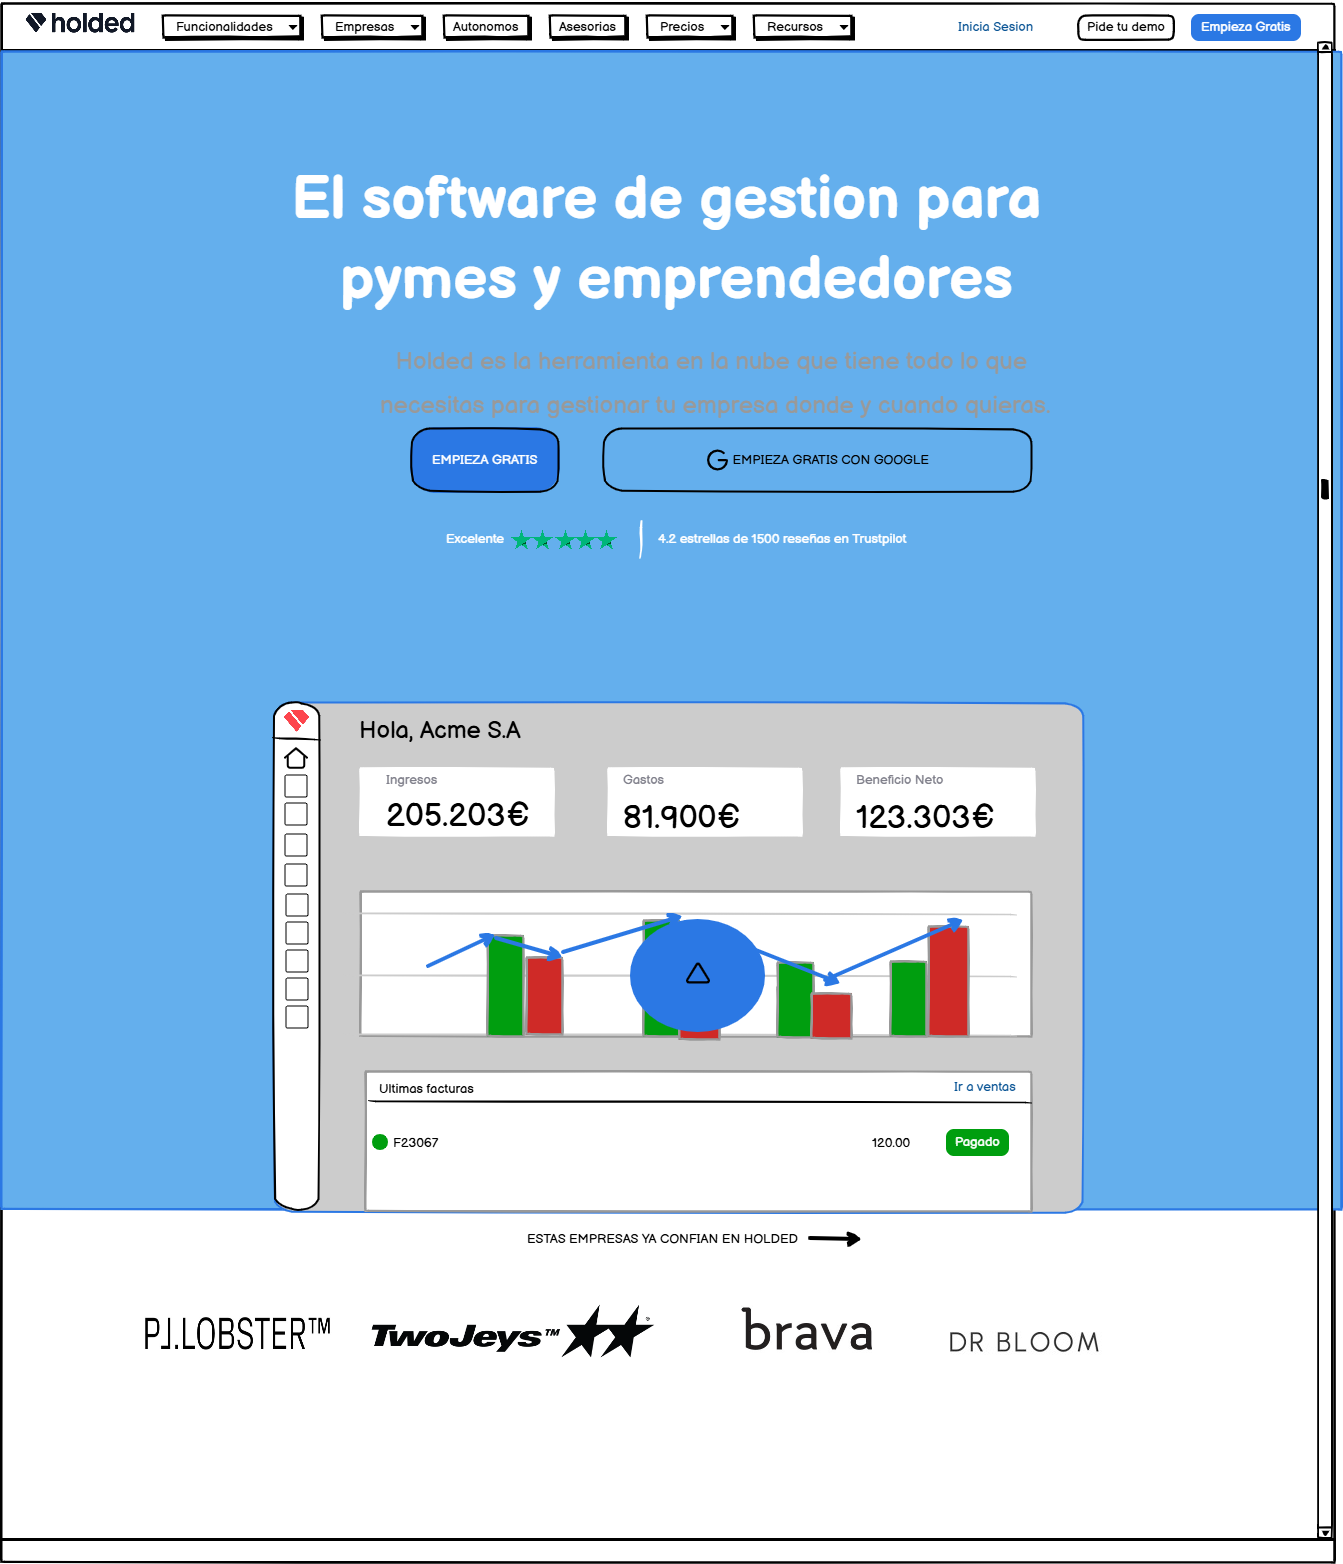 holded Funcionalidades Empresas Autonomos Asesorias Precios Recursos Inicia Sesion Pide tu demo Empieza Gratis
El software de gestion para
pymes y emprendedores
Holded es la herramienta en la nube que tiene todo lo que
necesitas para gestionar tu empresa donde y cuando quieras.
EMPIEZA GRATIS
EMPIEZA GRATIS CON GOOGLE
Excelente
4.2 estrellas de 1500 reseñas en Trustpilot
Hola, Acme S.A
Ingresos
205.203€
Gastos
81.900€
Beneficio Neto
123.303€
Ultimas facturas
Ir a ventas
F23067
120.00
Pagado
ESTAS EMPRESAS YA CONFIAN EN HOLDED
P.J.LOBSTER™
TwoJeys™
brava
DR BLOOM